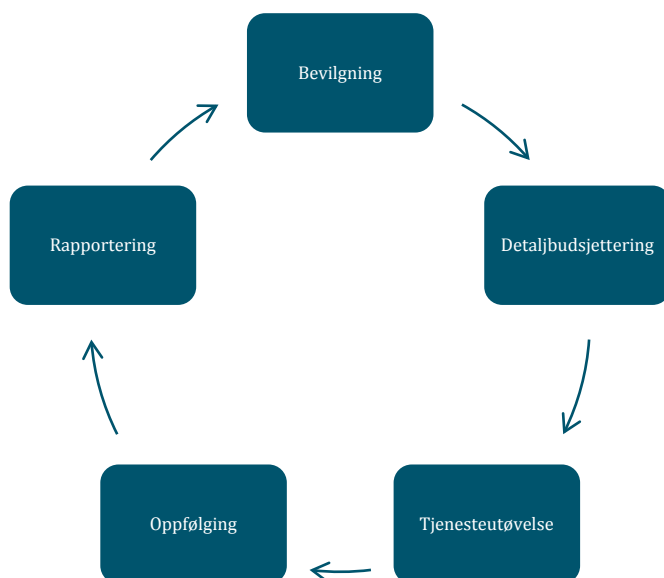 Bevilgning
Detaljbudsjettering
Tjenesteutøvelse
Oppfølging
Rapportering